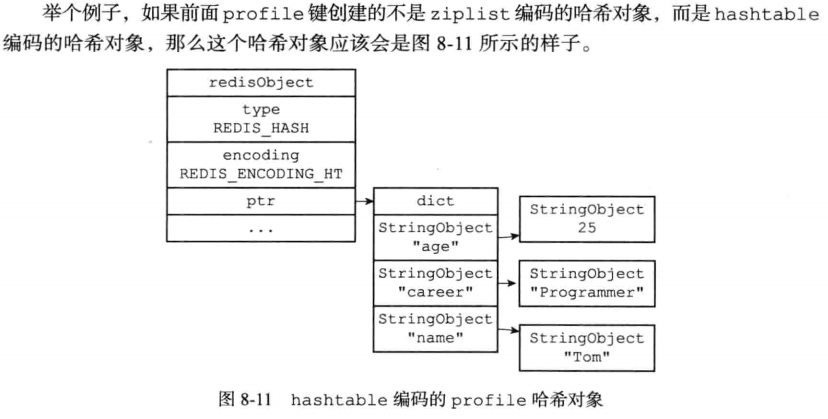 举个例子，如果前面 profile 键创建的不是 ziplist 编码的哈希对象，而是 hashtable
编码的哈希对象，那么这个哈希对象应该会是图 8-11 所示的样子。
redisObject
type
REDIS_HASH
encoding
REDIS_ENCODING_HT
ptr
...
dict
StringObject
"age"
StringObject
"career"
StringObject
"name"
StringObject
25
StringObject
"Programmer"
StringObject
"Tom"
图 8-11 hashtable 编码的 profile 哈希对象